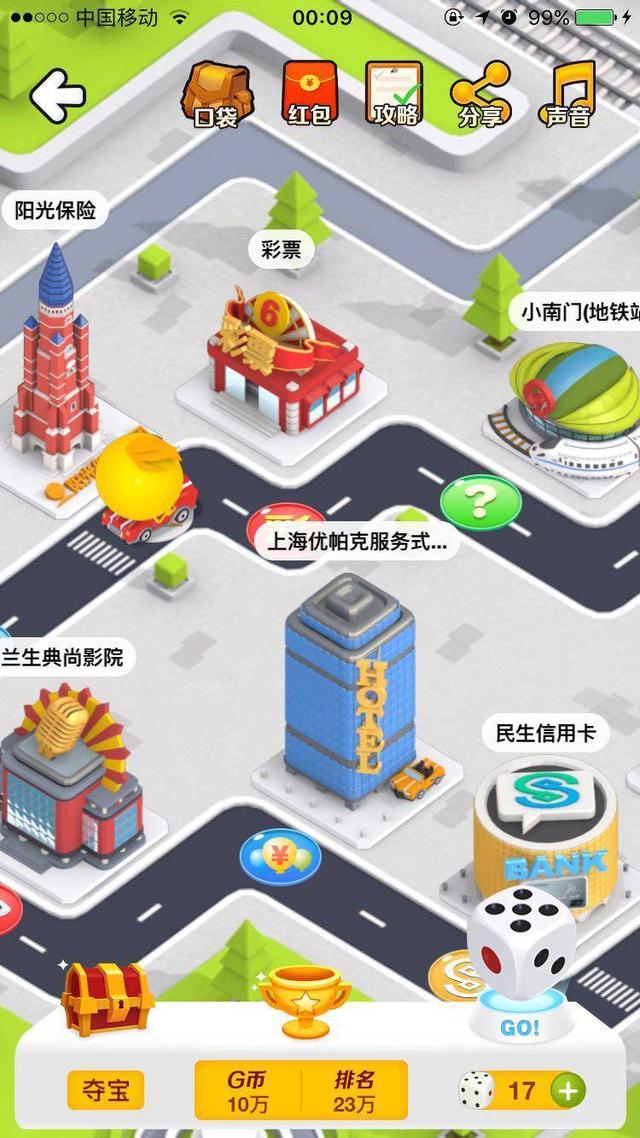 中国移动
00:09
99%
口袋
红包
攻略
分享
声音
阳光保险
彩票
小南门(地铁站
6
彩票
?
上海优帕克服务式...
兰生典尚影院
HOTEL
民生信用卡
BANK
¥
S
GO!
夺宝
G币
10万
排名
23万
17
+